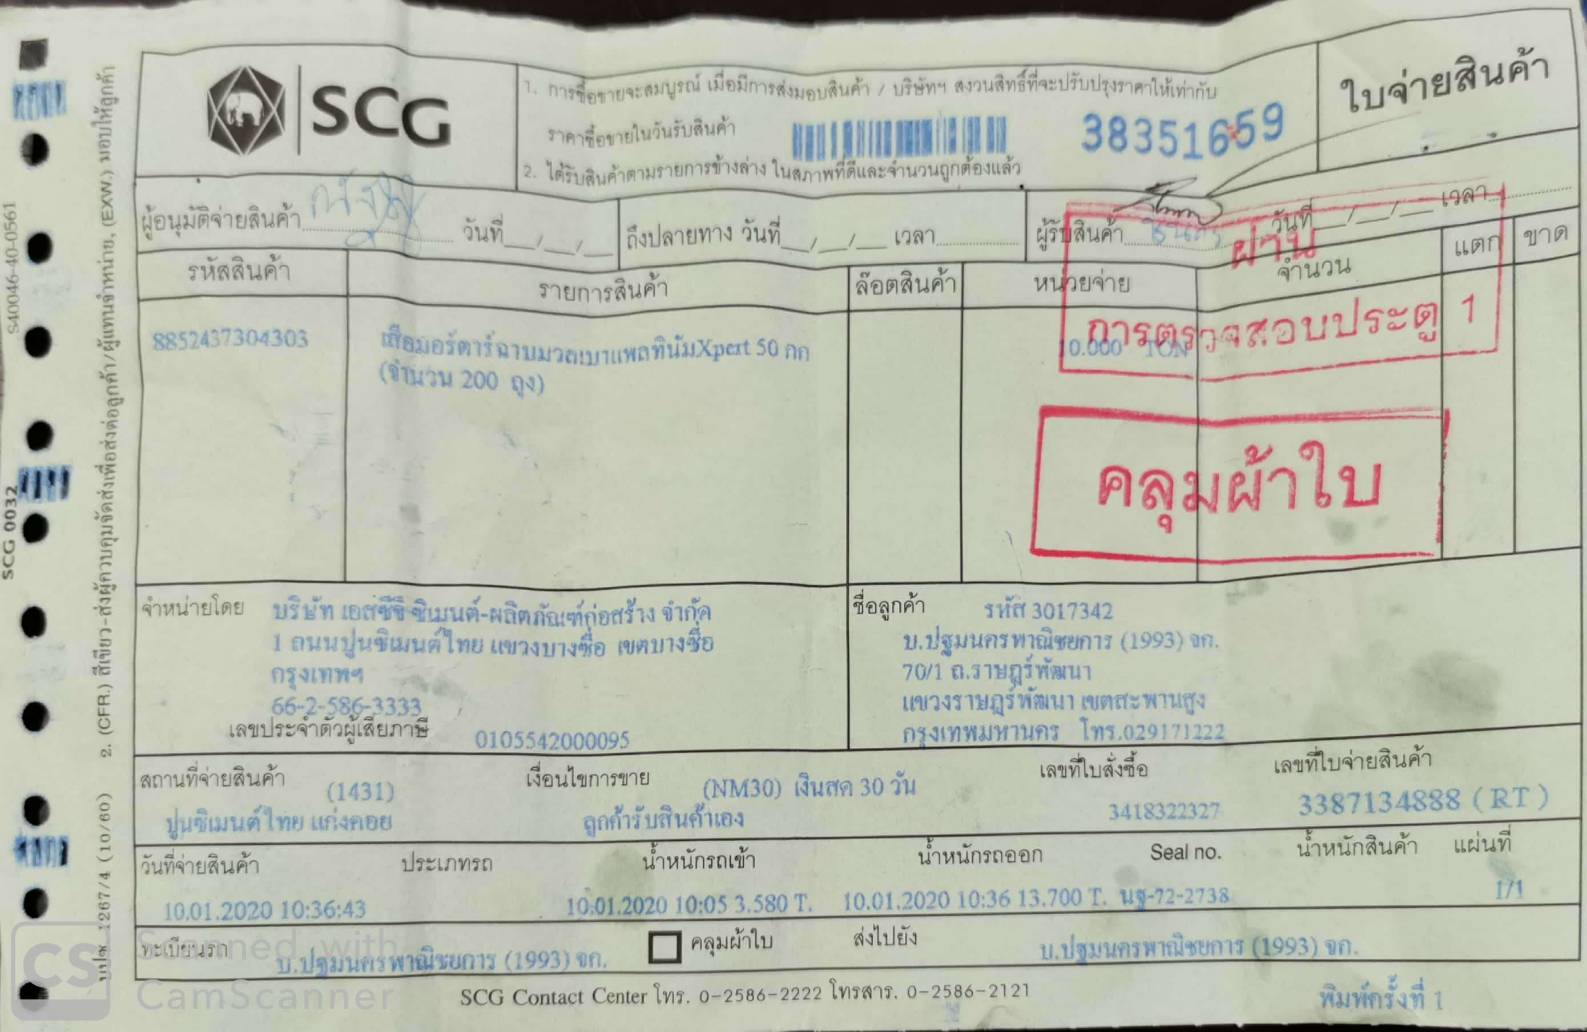 SCG
1. การซื้อขายจะสมบูรณ์ เมื่อมีการส่งมอบสินค้า / บริษัทฯ สงวนสิทธิ์ที่จะปรับปรุงราคาให้เท่ากับ
ราคาซื้อขายในวันรับสินค้า
2. ได้รับสินค้าตามรายการข้างล่าง ในสภาพที่ดีและจำนวนถูกต้องแล้ว
38351659
ใบจ่ายสินค้า
ผู้อนุมัติจ่ายสินค้า วันที่__/__/__ ถึงปลายทาง วันที่__/__/__ เวลา ผู้รับสินค้า วันที่__/__/__ เวลา
รหัสสินค้า รายการสินค้า ล๊อตสินค้า หน่วยจ่าย จำนวน แตก ขาด
ผ่าน
การตรวจสอบประตู 1
8852437304303 เสือมอร์ตาร์ฉาบมวลเบาแพลทินัมXpert 50 กก 10.000 TON
(จำนวน 200 ถุง)
คลุมผ้าใบ
จำหน่ายโดย บริษัท เอสซีจี ซิเมนต์-ผลิตภัณฑ์ก่อสร้าง จำกัด
1 ถนนปูนซิเมนต์ไทย แขวงบางซื่อ เขตบางซื่อ
กรุงเทพฯ
66-2-586-3333
เลขประจำตัวผู้เสียภาษี 0105542000095
ชื่อลูกค้า รหัส 3017342
บ.ปฐมนครพาณิชยการ (1993) จก.
70/1 ถ.ราษฎร์พัฒนา
แขวงราษฎร์พัฒนา เขตสะพานสูง
กรุงเทพมหานคร โทร.029171222
สถานที่จ่ายสินค้า (1431) เงื่อนไขการขาย (NM30) เงินสด 30 วัน เลขที่ใบสั่งซื้อ เลขที่ใบจ่ายสินค้า
ปูนซิเมนต์ไทย แก่งคอย ลูกค้ารับสินค้าเอง 3418322327 3387134888 (RT)
วันที่จ่ายสินค้า ประเภทรถ น้ำหนักรถเข้า น้ำหนักรถออก Seal no. น้ำหนักสินค้า แผ่นที่
10.01.2020 10:36:43 10.01.2020 10:05 3.580 T. 10.01.2020 10:36 13.700 T. นฐ-72-2738 1/1
ทะเบียนรถ บ.ปฐมนครพาณิชยการ (1993) จก. คลุมผ้าใบ ส่งไปยัง บ.ปฐมนครพาณิชยการ (1993) จก.
SCG Contact Center โทร. 0-2586-2222 โทรสาร. 0-2586-2121
พิมพ์ครั้งที่ 1
2. (CFR.) สีเขียว-ส่งผู้ควบคุมจัดส่งเพื่อส่งต่อลูกค้า/ผู้แทนจำหน่าย, (EXW.) มอบให้ลูกค้า
1267/4 (10/60)
S40046-40-0561
SCG 0032
CS
Scanned with
CamScanner